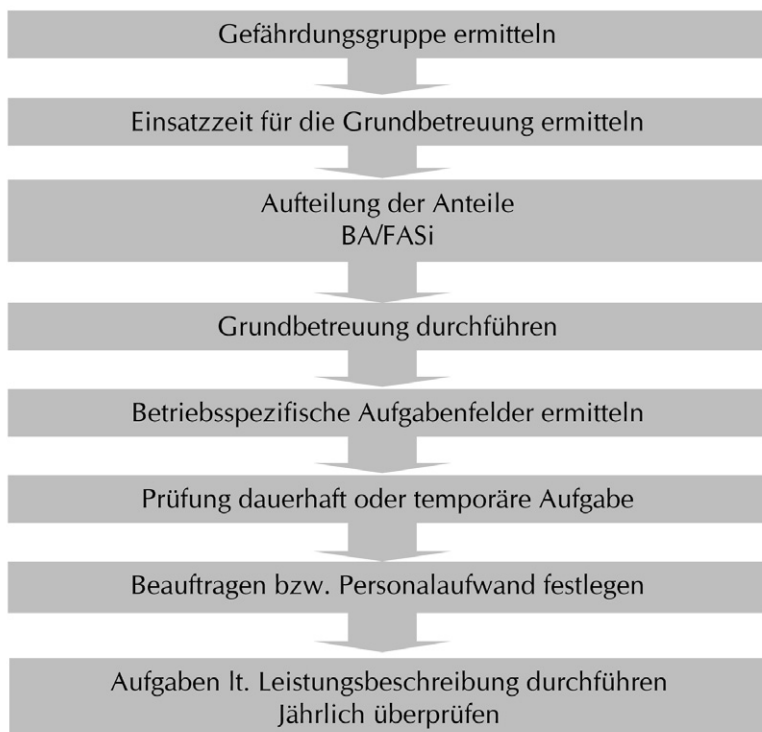 Gefährdungsgruppe ermitteln
Einsatzzeit für die Grundbetreuung ermitteln
Aufteilung der Anteile
BA/FASi
Grundbetreuung durchführen
Betriebsspezifische Aufgabenfelder ermitteln
Prüfung dauerhaft oder temporäre Aufgabe
Beauftragen bzw. Personalaufwand festlegen
Aufgaben lt. Leistungsbeschreibung durchführen
Jährlich überprüfen